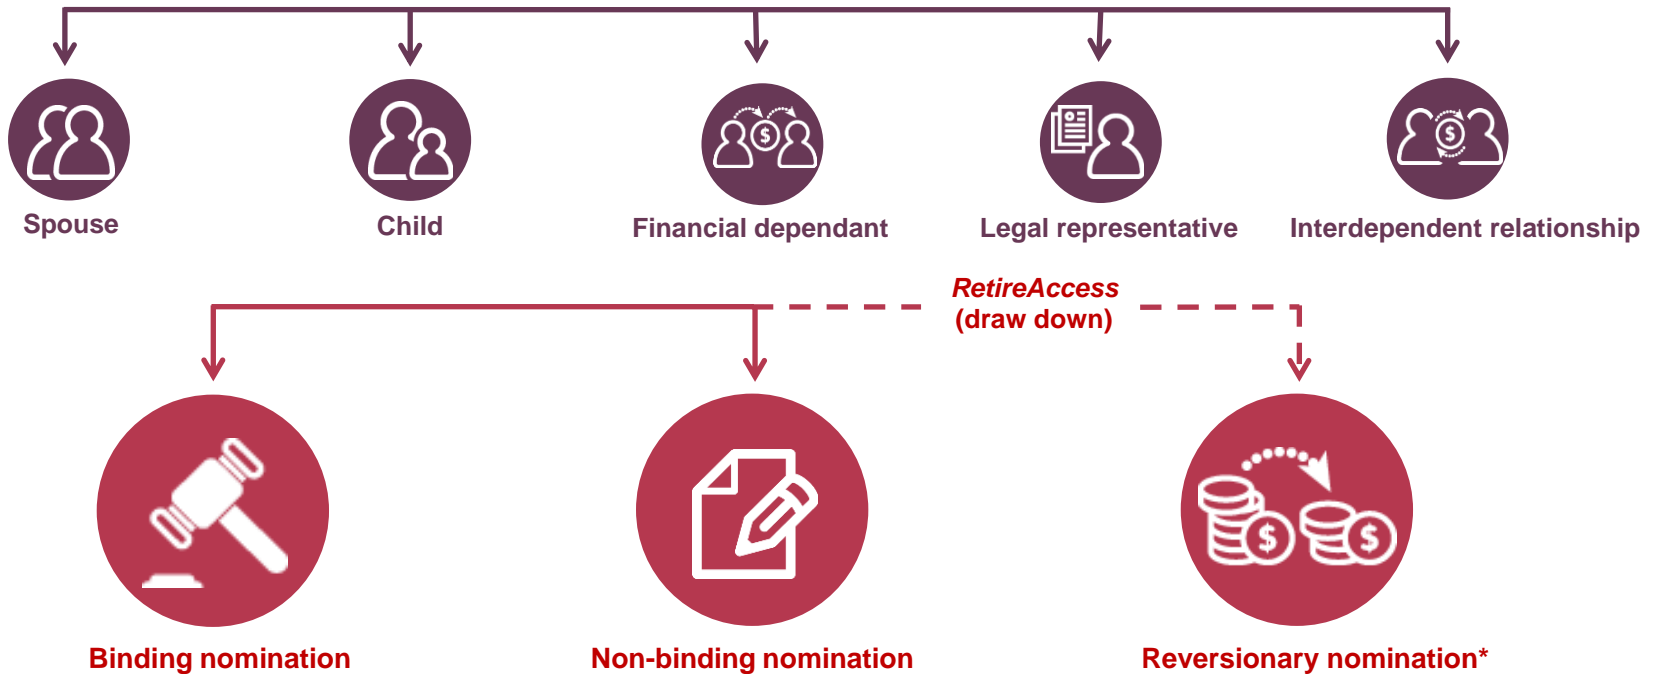 Spouse
Child
Financial dependant
Legal representative
Interdependent relationship
RetireAccess
(draw down)
Binding nomination
Non-binding nomination
Reversionary nomination*